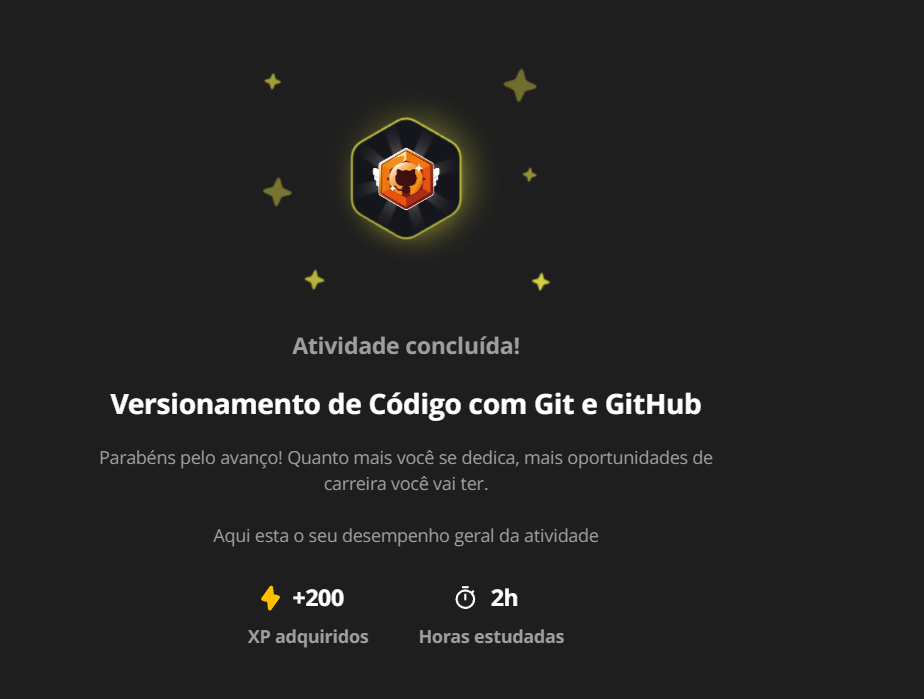 Atividade concluída!
Versionamento de Código com Git e GitHub
Parabéns pelo avanço! Quanto mais você se dedica, mais oportunidades de
carreira você vai ter.
Aqui esta o seu desempenho geral da atividade
+200
XP adquiridos
2h
Horas estudadas